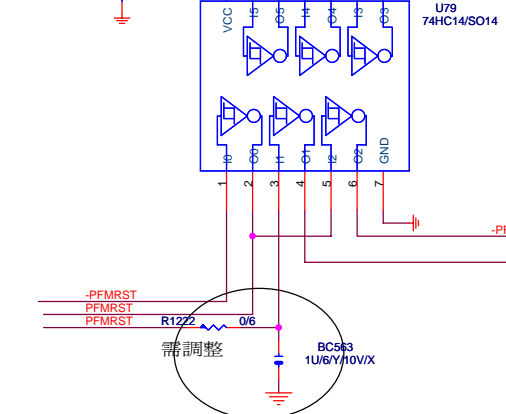 U79
74HC14/SO14
VCC
I5
O5
I4
O4
I3
O3
I0
O0
I1
O1
I2
O2
GND
1
2
3
4
5
6
7
-PFMRST
PFMRST
PFMRST
R1222
0/6
需調整
BC563
1U/6/Y/10V/X